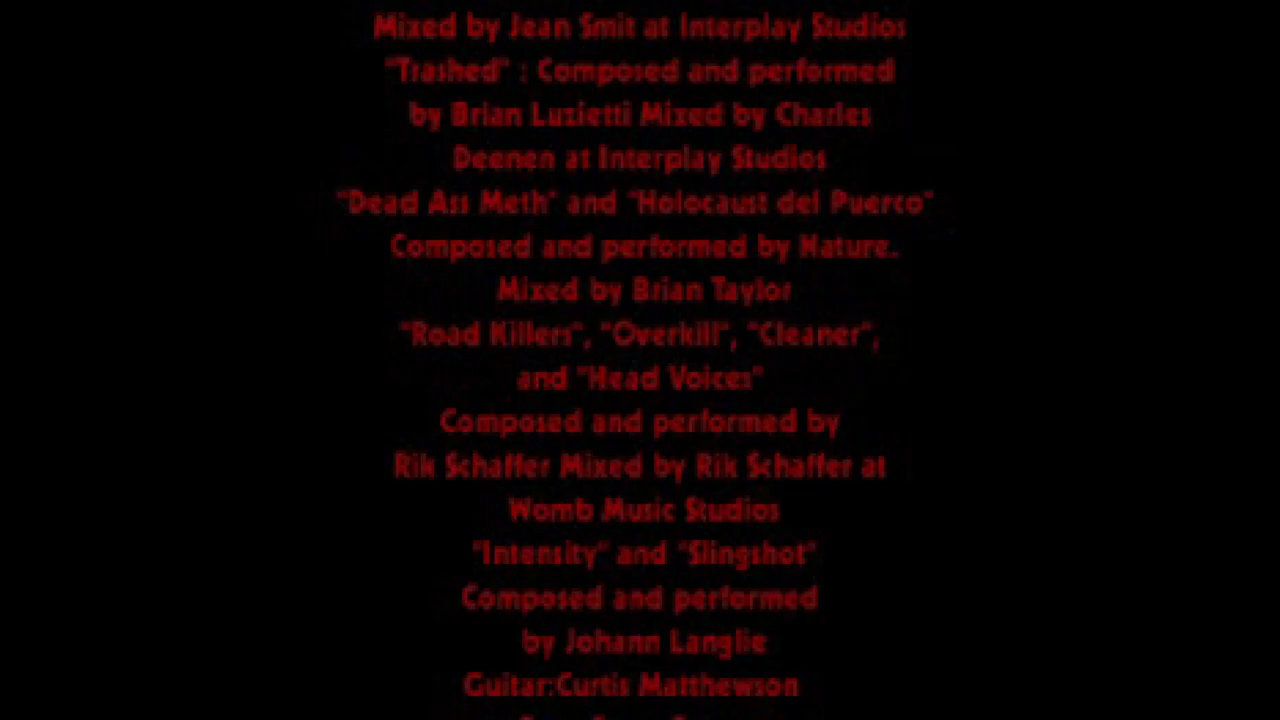 Mixed by Jean Smit at Interplay Studios
"Trashed" : Composed and performed
by Brian Luzietti Mixed by Charles
Deenen at Interplay Studios
"Dead Ass Meth" and "Holocaust del Puerco"
Composed and performed by Nature.
Mixed by Brian Taylor
"Road Killers", "Overkill", "Cleaner",
and "Head Voices"
Composed and performed by
Rik Schaffer Mixed by Rik Schaffer at
Womb Music Studios
"Intensity" and "Slingshot"
Composed and performed
by Johann Langlie
Guitar:Curtis Matthewson